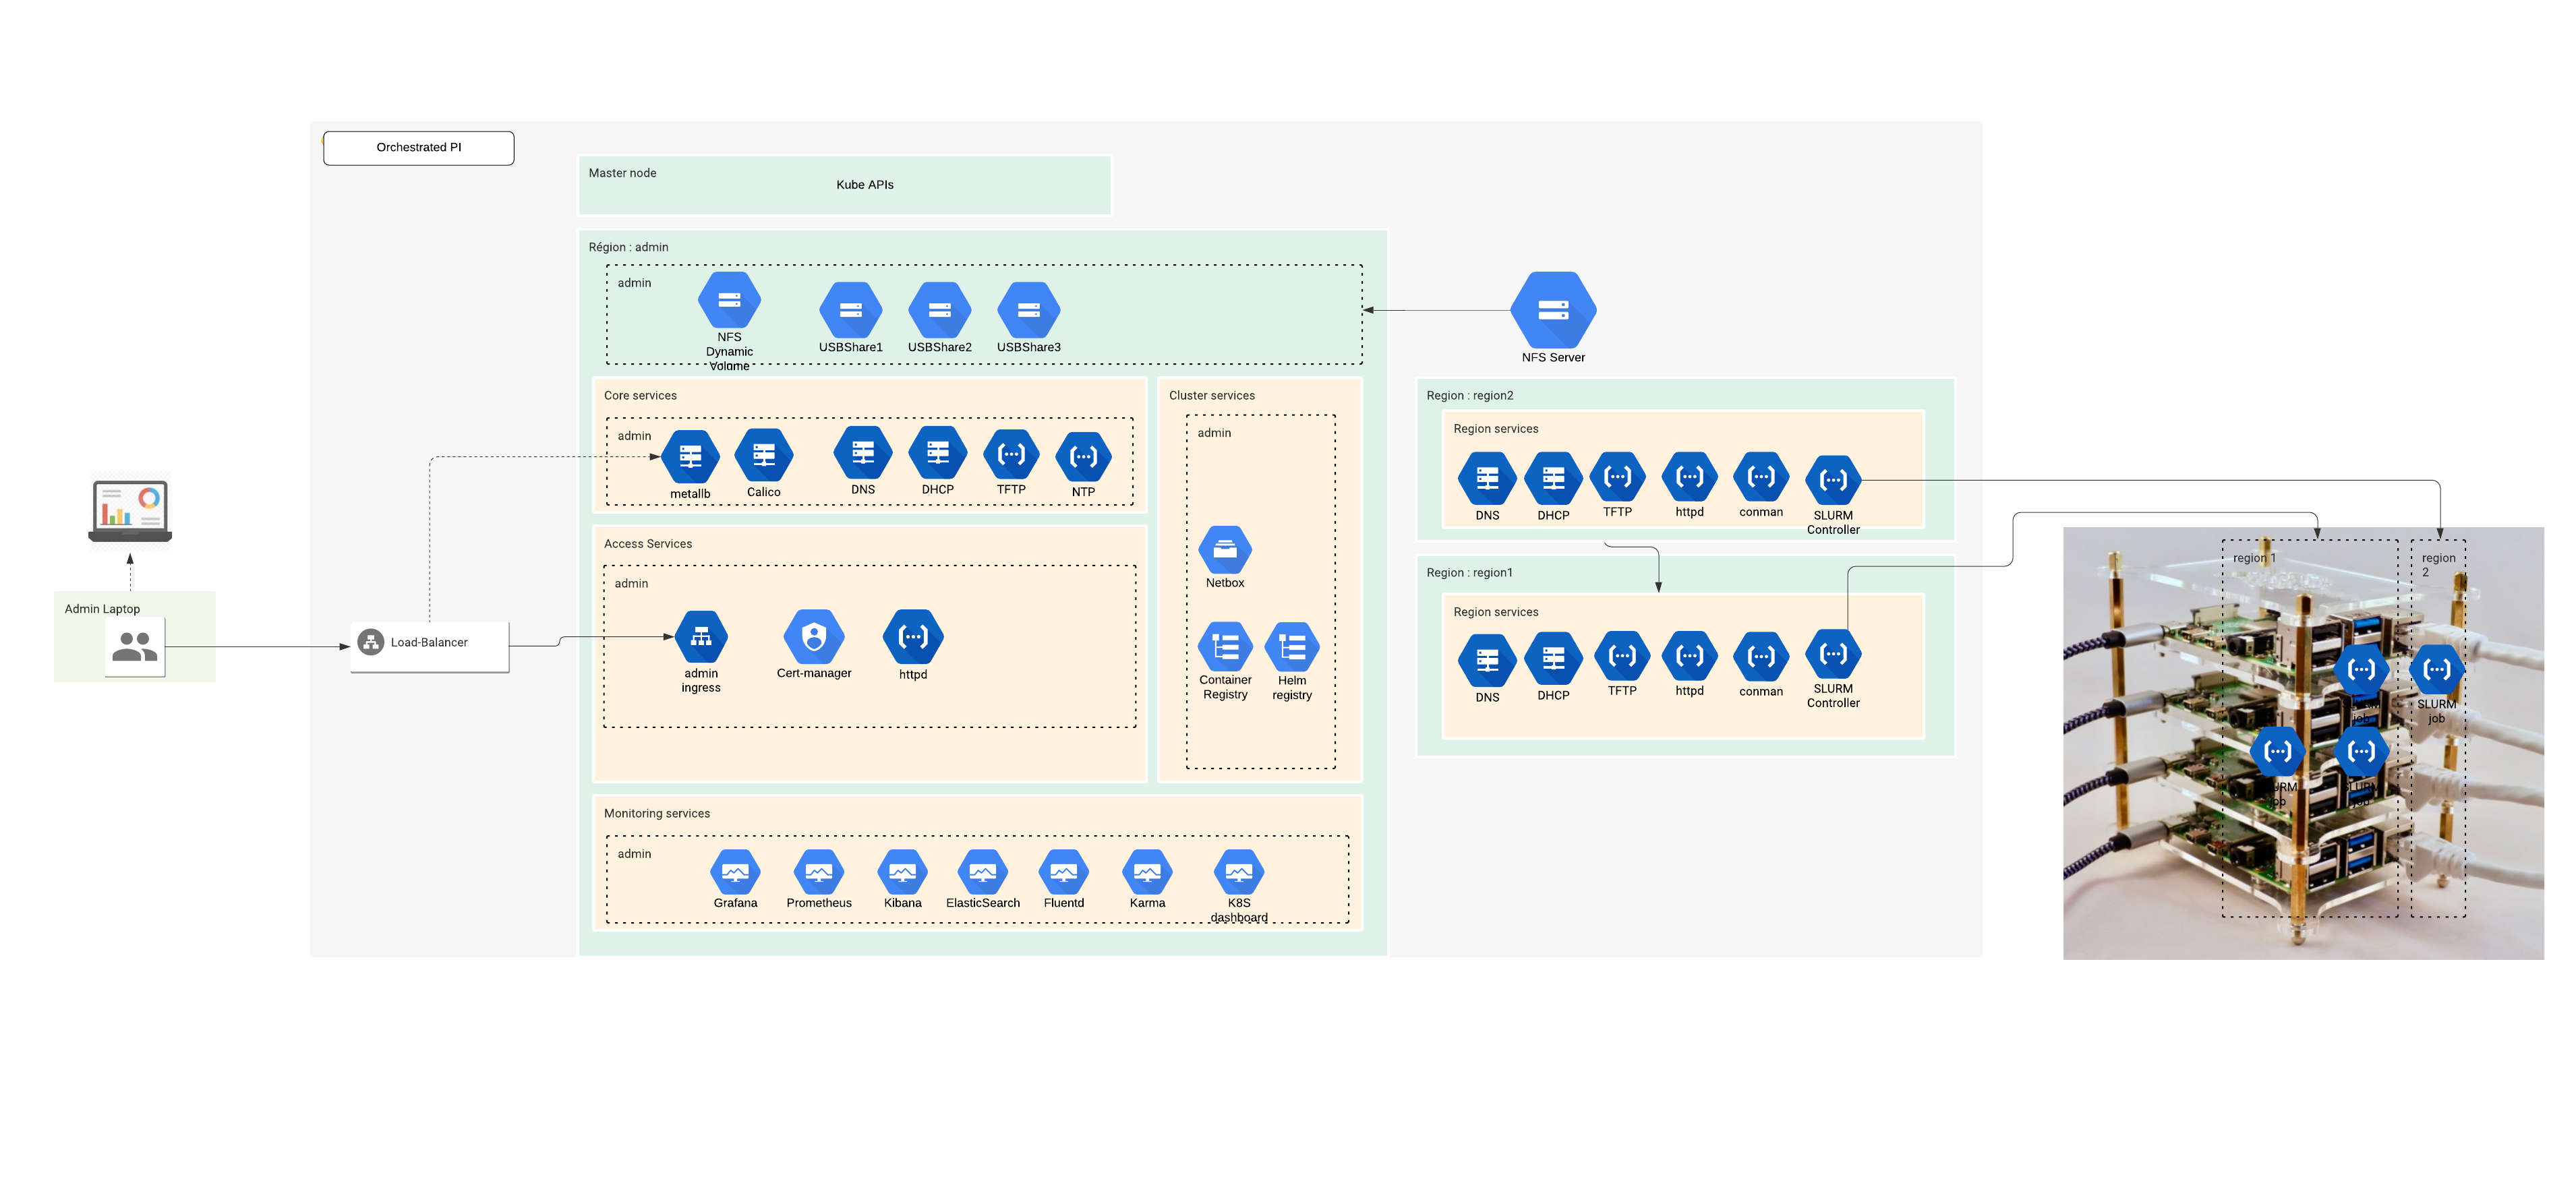 Orchestrated PI
Master node
Kube APIs
Région : admin
admin
NFS
Dynamic
Volume
USBShare1
USBShare2
USBShare3
NFS Server
Core services
admin
metallb
Calico
DNS
DHCP
TFTP
NTP
Cluster services
admin
Netbox
Container
Registry
Helm
registry
Access Services
admin
admin
ingress
Cert-manager
httpd
Monitoring services
admin
Grafana
Prometheus
Kibana
ElasticSearch
Fluentd
Karma
K8S
dashboard
Admin Laptop
Load-Balancer
Region : region2
Region services
DNS
DHCP
TFTP
httpd
conman
SLURM
Controller
Region : region1
Region services
DNS
DHCP
TFTP
httpd
conman
SLURM
Controller
region 1
region
2
SLURM
job
SLURM
job
SLURM
job
SLURM
job